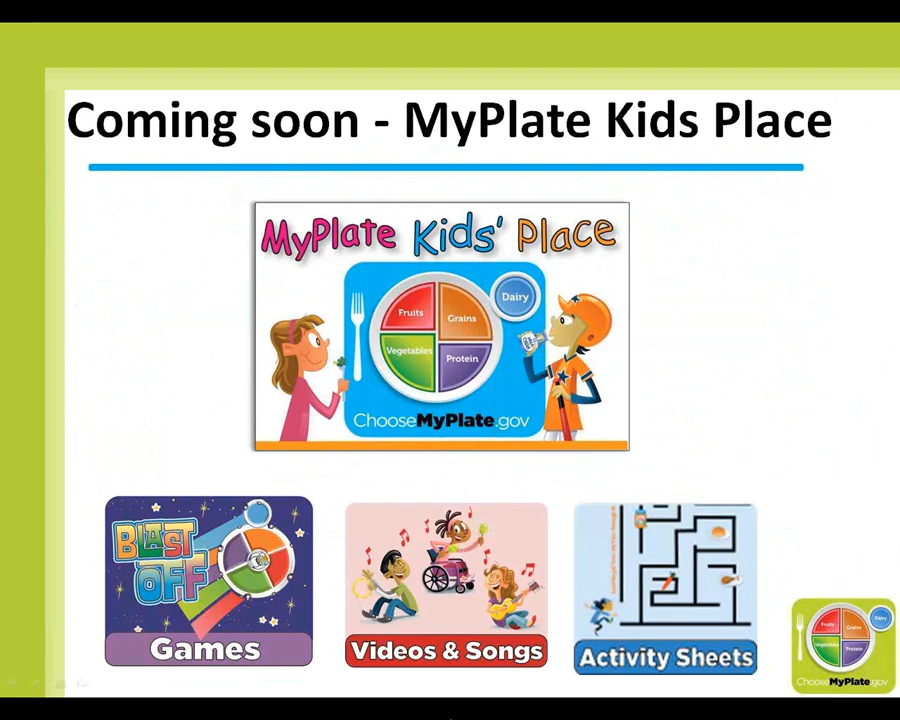 Coming soon - MyPlate Kids Place
MyPlate Kids' Place
Dairy
Fruits
Grains
Vegetables
Protein
ChooseMyPlate.gov
BLAST
OFF
Games
Videos & Songs
Activity Sheets
Dairy
Fruits
Grains
Vegetables
Protein
ChooseMyPlate.gov